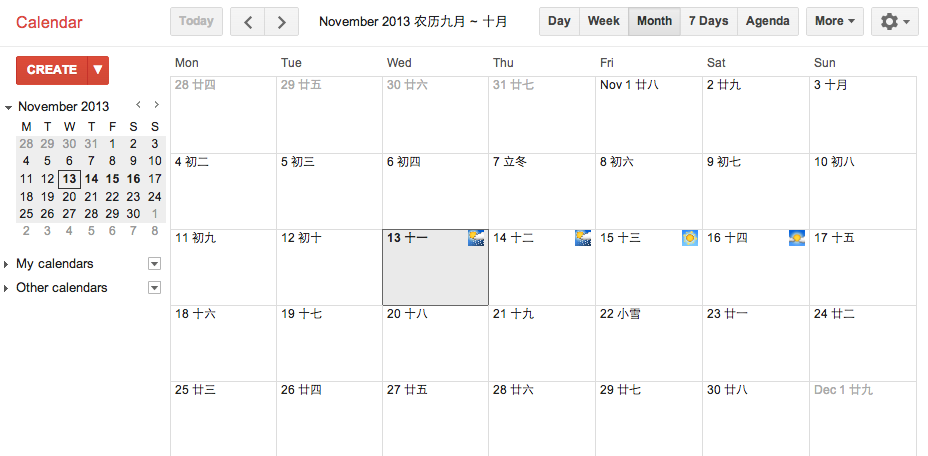 Calendar Today November 2013 农历九月 ~ 十月 Day Week Month 7 Days Agenda More
CREATE
November 2013
M T W T F S S
28 29 30 31 1 2 3
4 5 6 7 8 9 10
11 12 13 14 15 16 17
18 19 20 21 22 23 24
25 26 27 28 29 30 1
2 3 4 5 6 7 8
My calendars
Other calendars
Mon Tue Wed Thu Fri Sat Sun
28 廿四 29 廿五 30 廿六 31 廿七 Nov 1 廿八 2 廿九 3 十月
4 初二 5 初三 6 初四 7 立冬 8 初六 9 初七 10 初八
11 初九 12 初十 13 十一 14 十二 15 十三 16 十四 17 十五
18 十六 19 十七 20 十八 21 十九 22 小雪 23 廿一 24 廿二
25 廿三 26 廿四 27 廿五 28 廿六 29 廿七 30 廿八 Dec 1 廿九